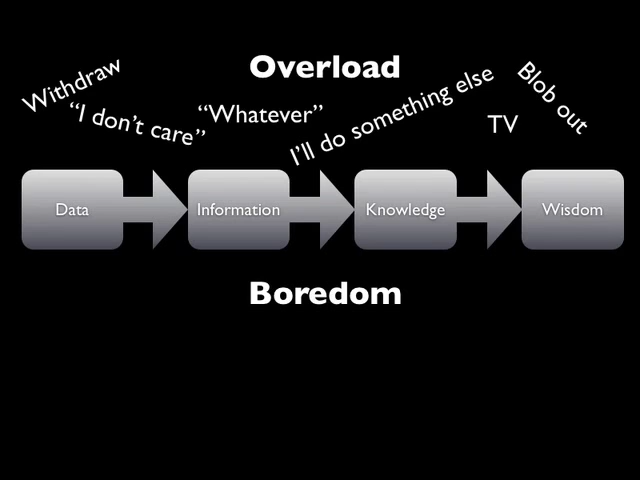 Overload
Withdraw
“I don’t care”
“Whatever”
I’ll do something else
TV
Blob out
Data
Information
Knowledge
Wisdom
Boredom